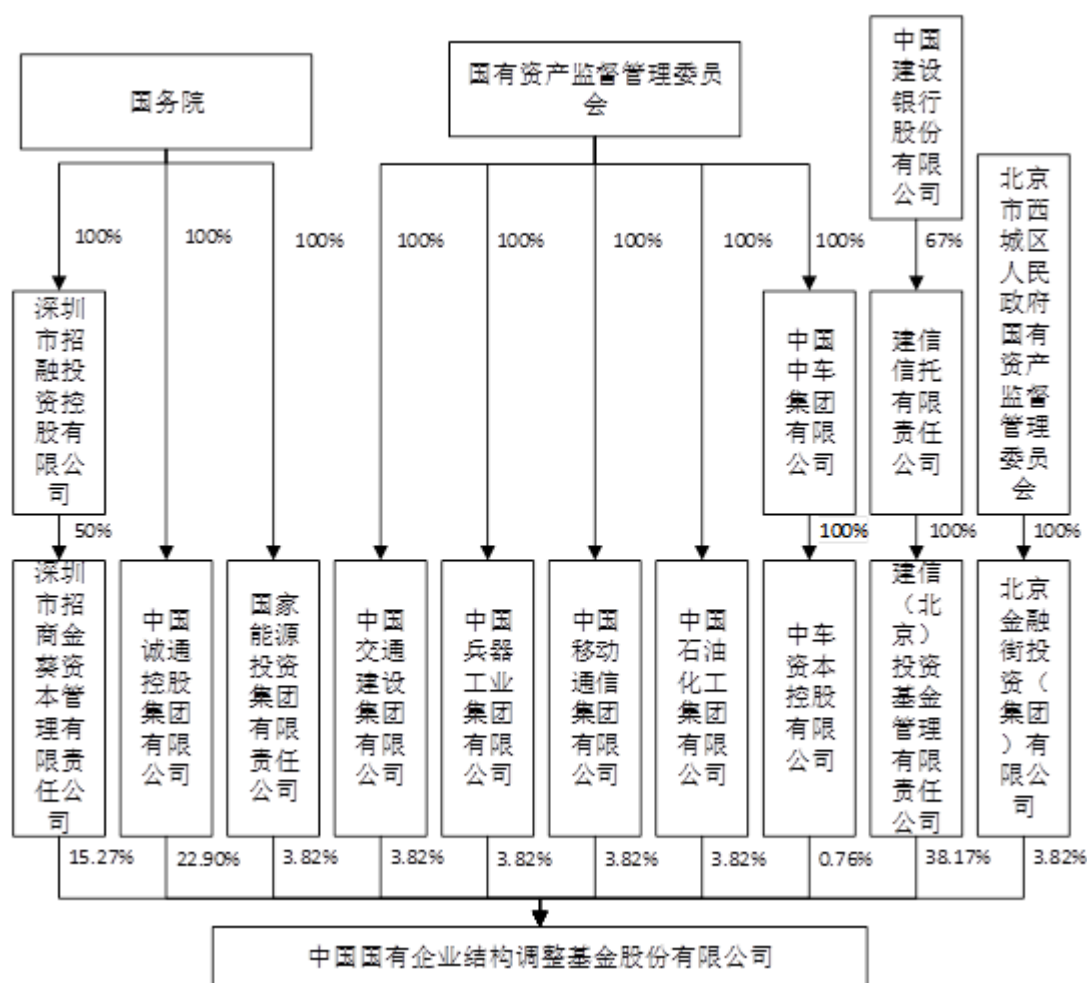 国务院
国有资产监督管理委员
会
中国
建设
银行
股份
有限
公司
北京
市西
城区
人民
政府
国有
资产
监督
管理
委员
会
100%
100%
100%
100%
100%
100%
100%
100%
67%
深圳
市招
融投
资控
股有
限公
司
中国
中车
集团
有限
公司
建信
信托
有限
责任
公司
50%
100%
100%
100%
深圳
市招
商金
葵资
本管
理有
限责
任公
司
中国
诚通
控股
集团
有限
公司
国家
能源
投资
集团
有限
责任
公司
中国
交通
建设
集团
有限
公司
中国
兵器
工业
集团
有限
公司
中国
移动
通信
集团
有限
公司
中国
石油
化工
集团
有限
公司
中车
资本
控股
有限
公司
建信
（北
京）
投资
基金
管理
有限
责任
公司
北京
金融
街投
资（
集团
）有
限公
司
15.27%
22.90%
3.82%
3.82%
3.82%
3.82%
3.82%
0.76%
38.17%
3.82%
中国国有企业结构调整基金股份有限公司